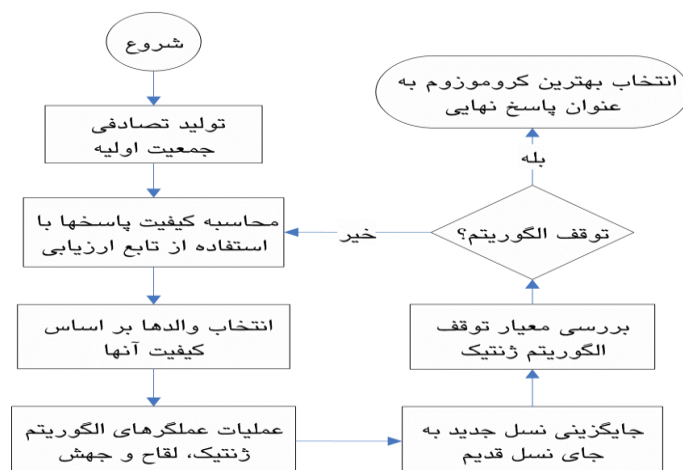 شروع
تولید تصادفی
جمعیت اولیه
محاسبه کیفیت پاسخها با
استفاده از تابع ارزیابی
انتخاب والدها بر اساس
کیفیت آنها
عملیات عملگرهای الگوریتم
ژنتیک، لقاح و جهش
جایگزینی نسل جدید به
جای نسل قدیم
بررسی معیار توقف
الگوریتم ژنتیک
توقف الگوریتم؟
خیر
بله
انتخاب بهترین کروموزوم به
عنوان پاسخ نهایی